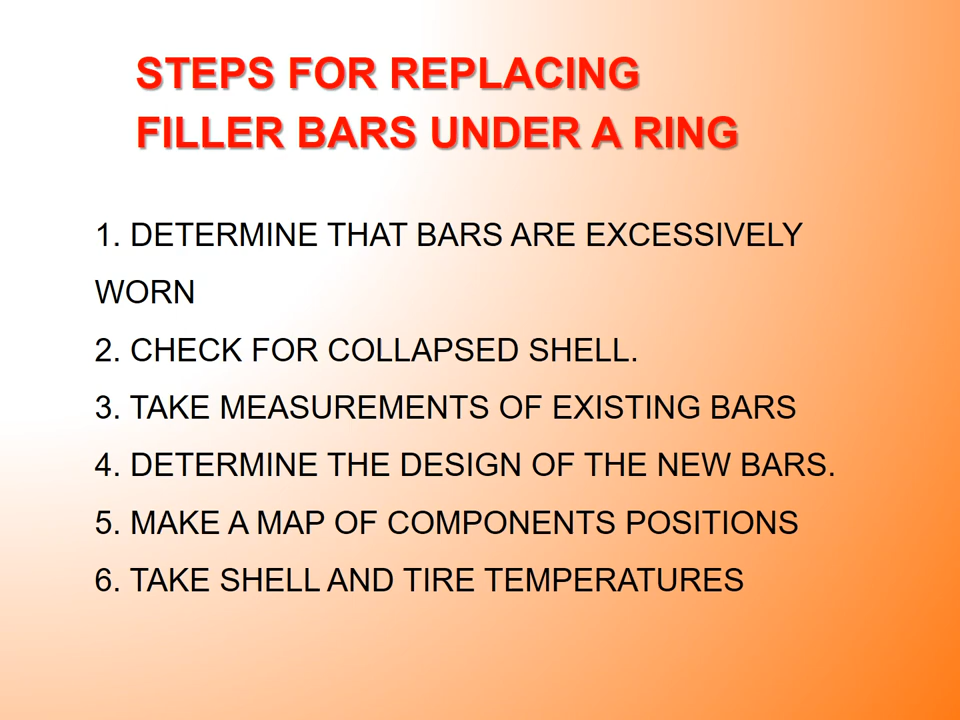 STEPS FOR REPLACING
FILLER BARS UNDER A RING
1. DETERMINE THAT BARS ARE EXCESSIVELY
WORN
2. CHECK FOR COLLAPSED SHELL.
3. TAKE MEASUREMENTS OF EXISTING BARS
4. DETERMINE THE DESIGN OF THE NEW BARS.
5. MAKE A MAP OF COMPONENTS POSITIONS
6. TAKE SHELL AND TIRE TEMPERATURES